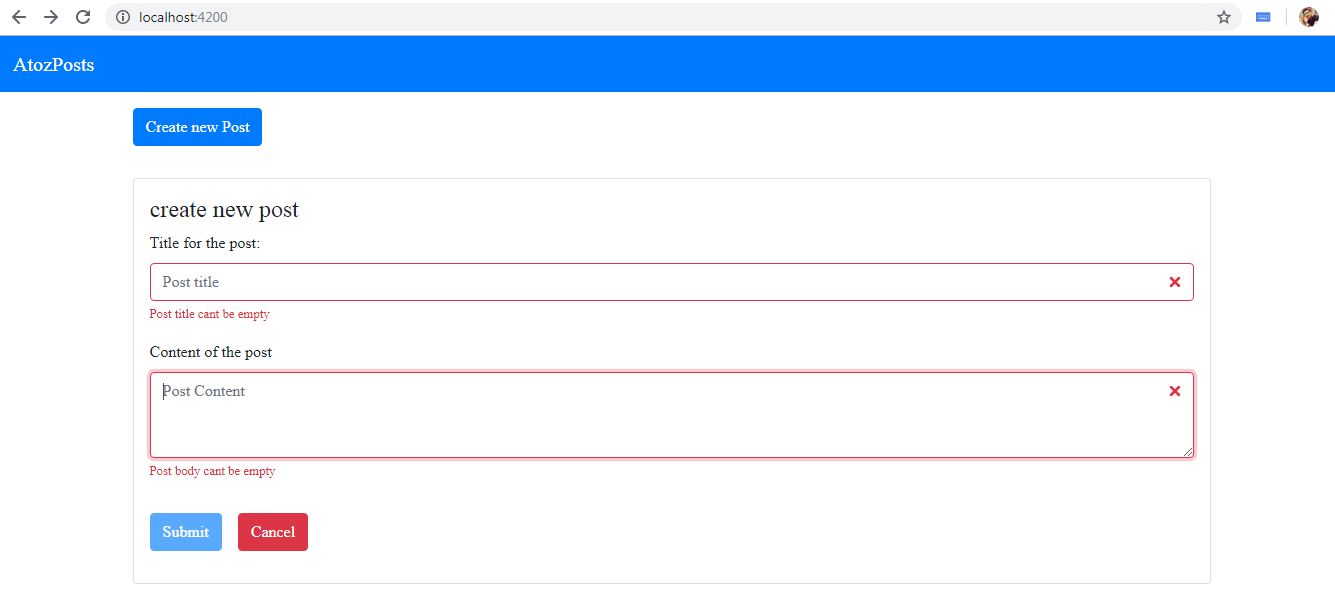 localhost:4200
AtozPosts
Create new Post
create new post
Title for the post:
Post title
Post title cant be empty
Content of the post
Post Content
Post body cant be empty
Submit Cancel